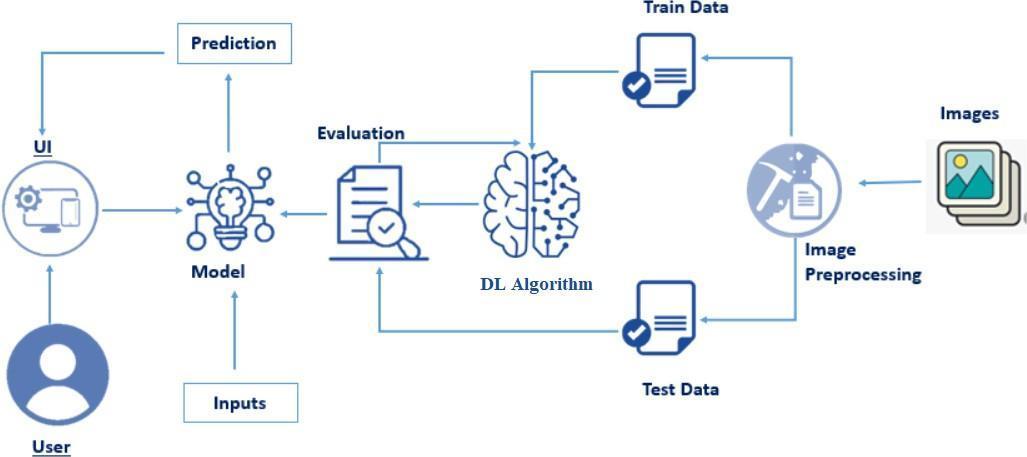 Train Data
Prediction
Images
Evaluation
UI
Image
Preprocessing
Model
DL Algorithm
Test Data
Inputs
User